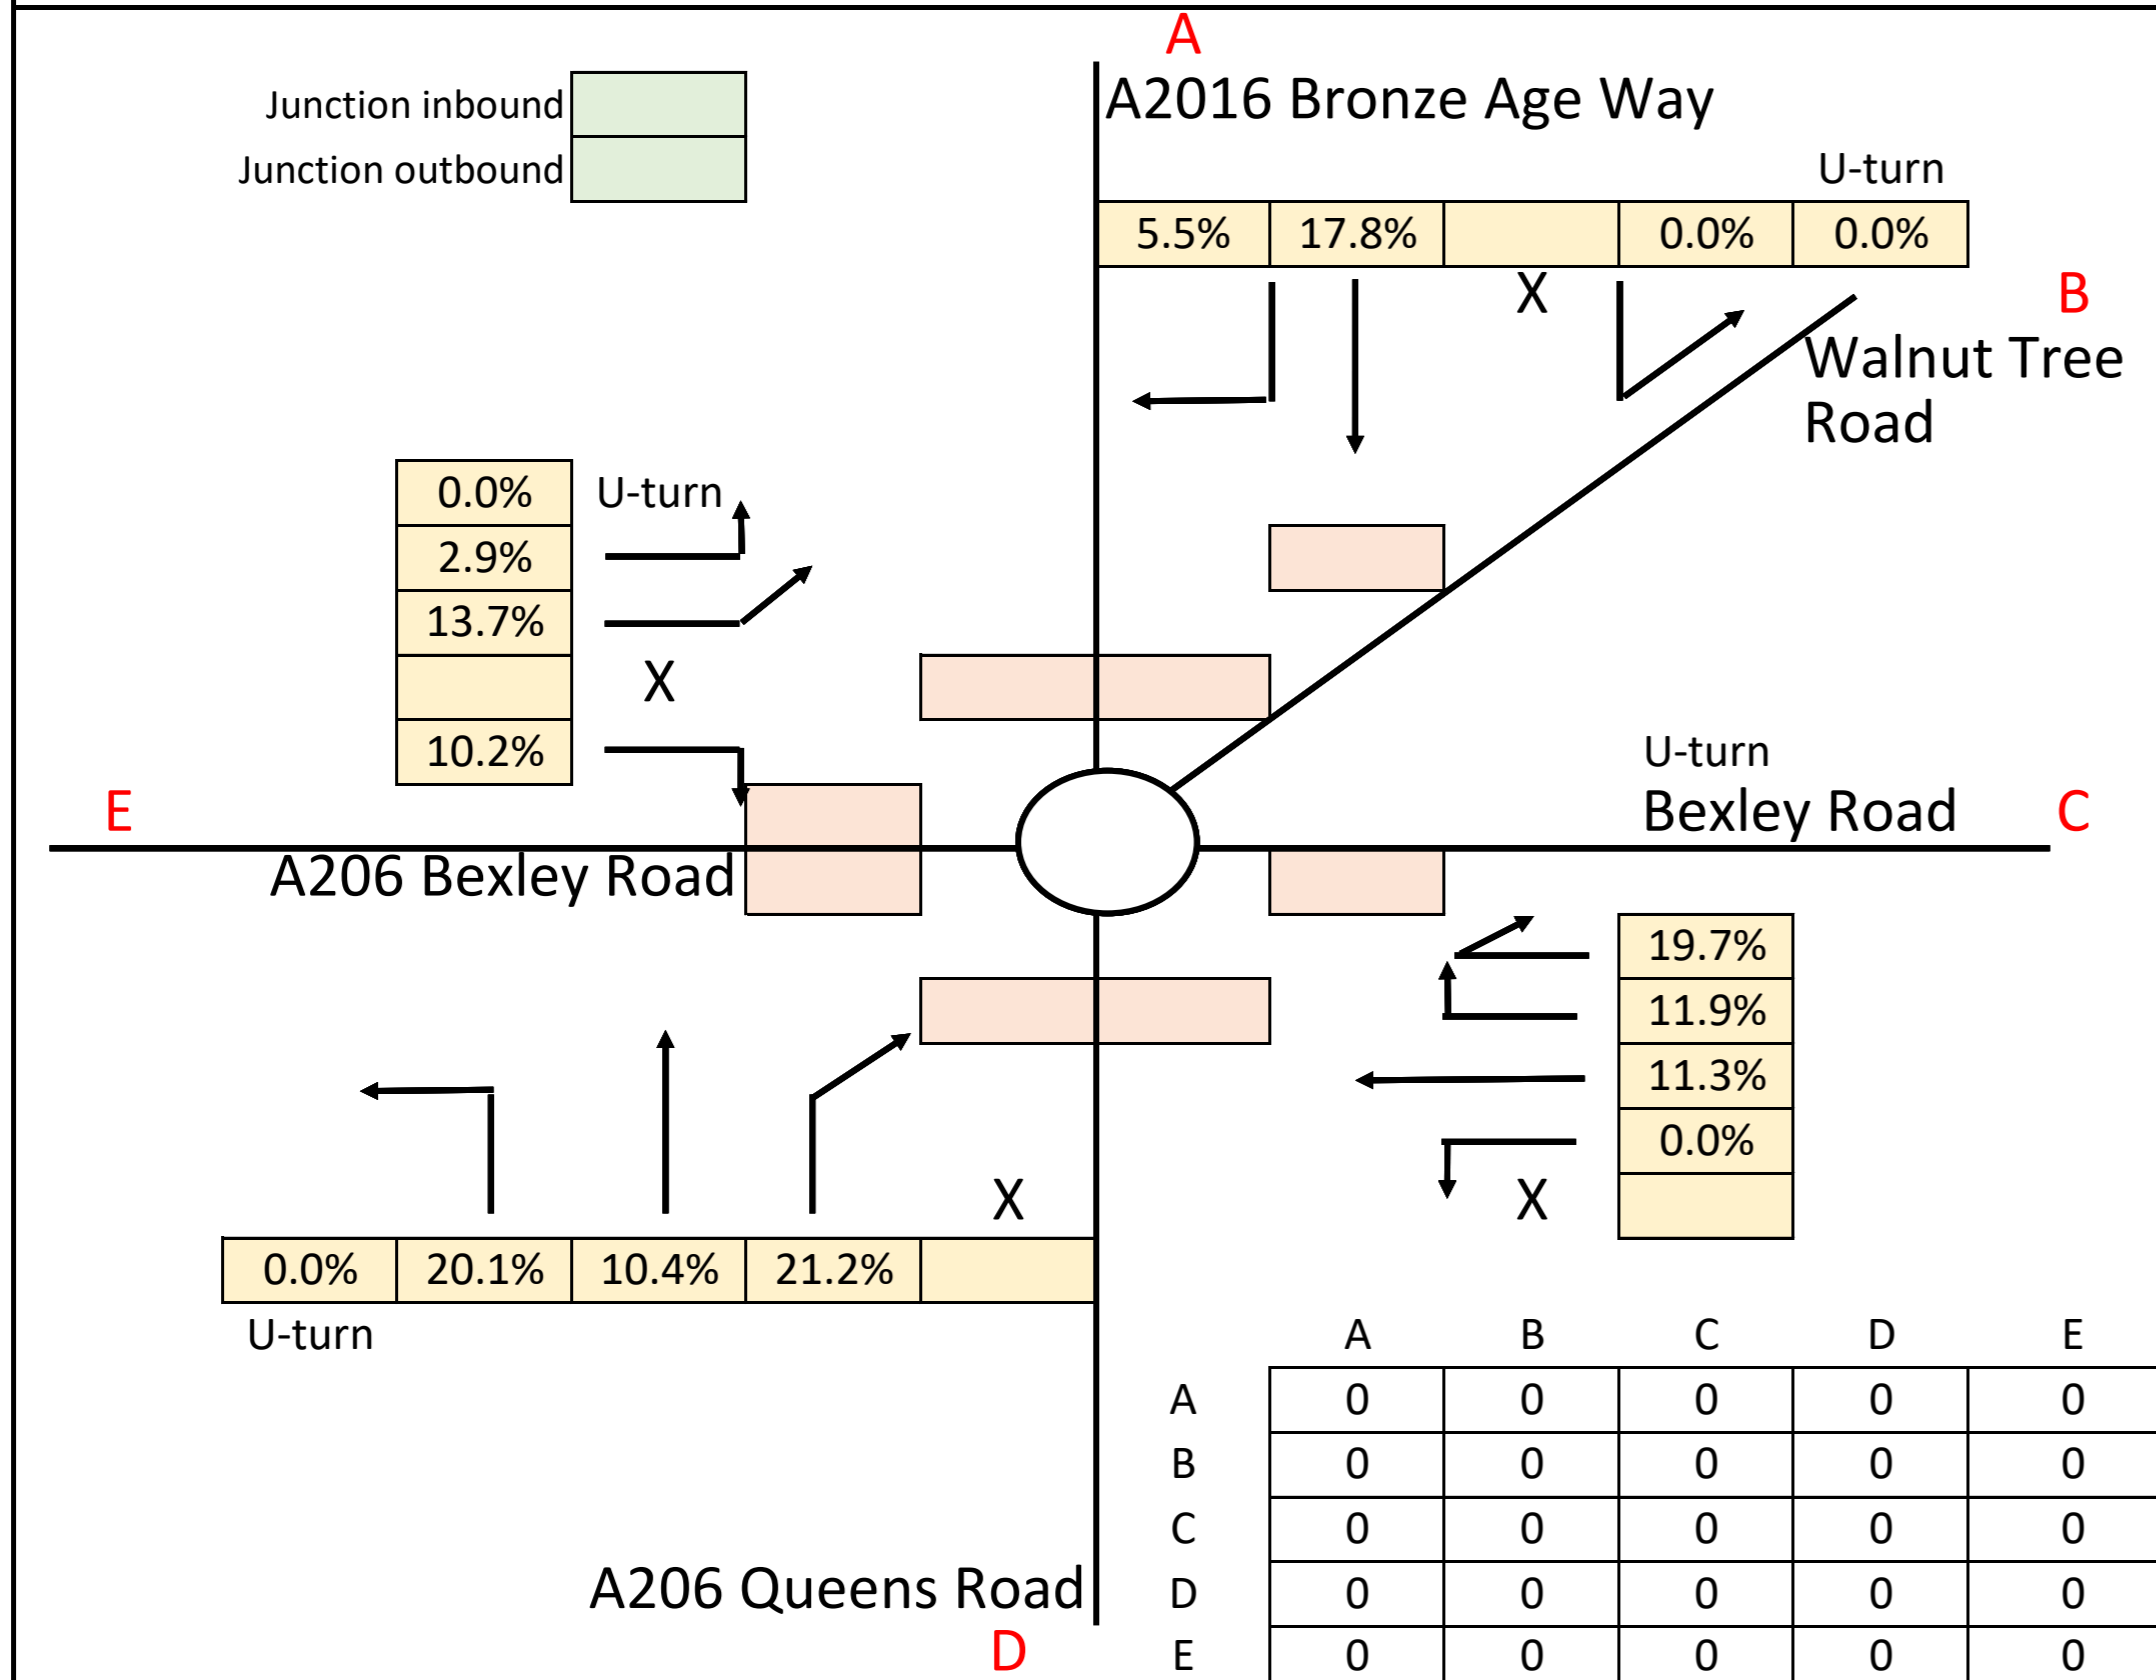 A
A2016 Bronze Age Way
Junction inbound
Junction outbound
U-turn
5.5% 17.8% 0.0% 0.0%
X
B
Walnut Tree
Road
0.0% U-turn
2.9%
13.7%
X
10.2%
U-turn
Bexley Road C
E
A206 Bexley Road
19.7%
11.9%
11.3%
0.0%
X
X
0.0% 20.1% 10.4% 21.2%
U-turn
A B C D E
A 0 0 0 0 0
B 0 0 0 0 0
C 0 0 0 0 0
D 0 0 0 0 0
E 0 0 0 0 0
A206 Queens Road
D